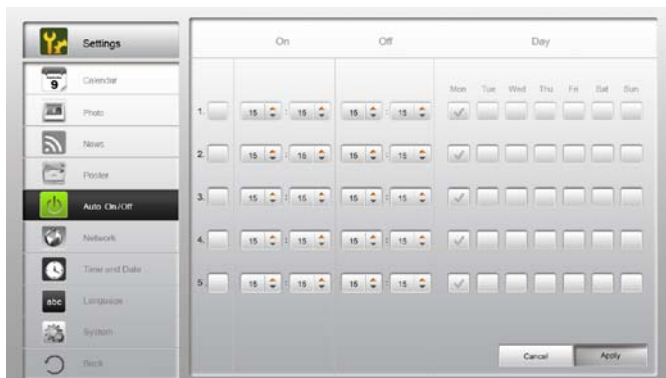 Settings
Calendar
9
Photo
News
Poster
Auto On/Off
Network
Time and Date
abc
Language
System
Back
On Off Day
Mon Tue Wed Thu Fri Sat Sun
1. 15 : 15 15 : 15
2. 15 : 15 15 : 15
3. 15 : 15 15 : 15
4. 15 : 15 15 : 15
5. 15 : 15 15 : 15
Cancel Apply